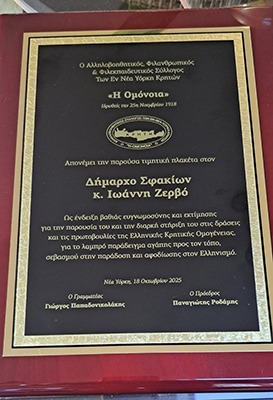 Ο Αλληλοβοηθητικός, Φιλανθρωπικός
& Φιλεκπαιδευτικός Σύλλογος
Των Εν Νέα Υόρκη Κρητών
«Η Ομόνοια»
Ιδρυθείς την 25η Νοεμβρίου 1918
Απονέμει την παρούσα τιμητική πλακέτα στον
Δήμαρχο Σφακίων
κ. Ιωάννη Ζερβό
Ως ένδειξη βαθιάς ευγνωμοσύνης και εκτίμησης
για την παρουσία του και την διαρκή στήριξη του στις δράσεις
και τις πρωτοβουλίες της Ελληνικής Κρητικής Ομογένειας,
για το λαμπρό παράδειγμα αγάπης προς τον τόπο,
σεβασμού στην παράδοση και αφοδίωσης στον Ελληνισμό.
Νέα Υόρκη, 18 Οκτωβρίου 2025
Ο Γραμματέας
Γιώργος Παπαδονικολάκης
Ο Πρόεδρος
Παναγιώτης Ροδάμης